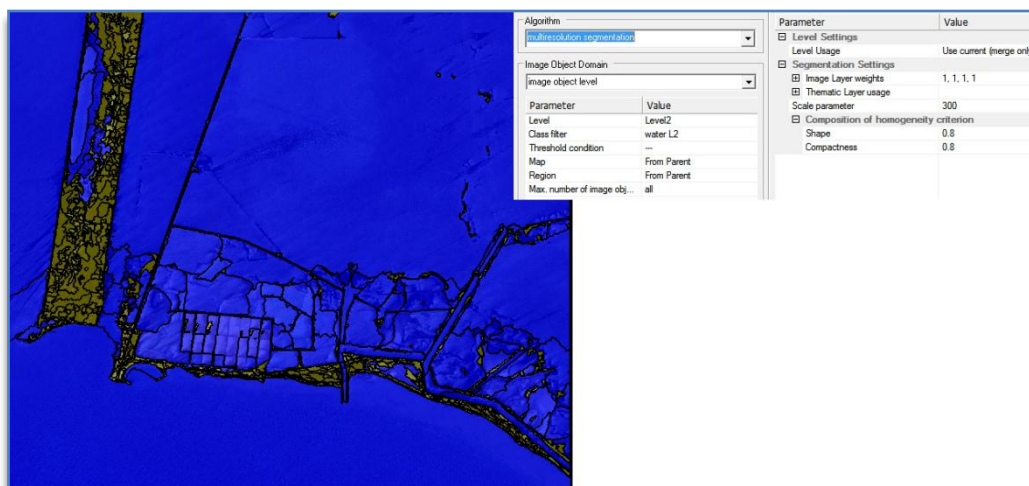 Algorithm
multiresolution segmentation
Image Object Domain
image object level
Parameter Value
Level Level2
Class filter water L2
Threshold condition ---
Map From Parent
Region From Parent
Max. number of image obj... all
Parameter Value
Level Settings
Level Usage Use current (merge only
Segmentation Settings
Image Layer weights 1, 1, 1, 1
Thematic Layer usage
Scale parameter 300
Composition of homogeneity criterion
Shape 0.8
Compactness 0.8